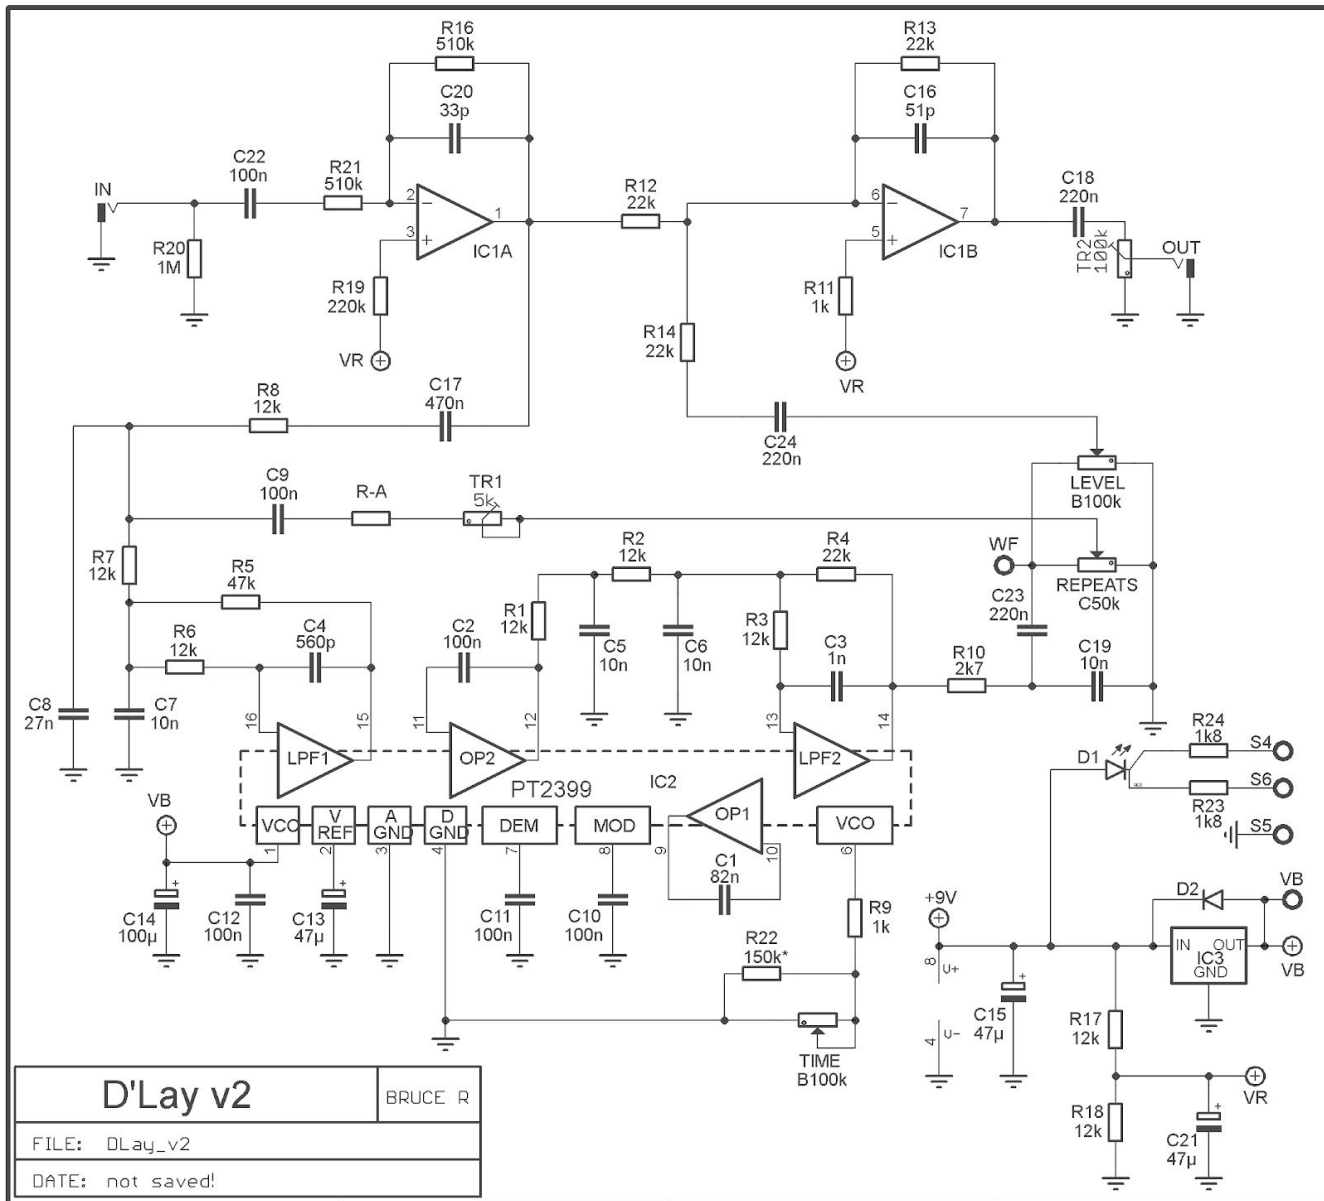 R16
510k
C20
33p
R13
22k
C16
51p
IN
C22
100n
R21
510k
2
3
1
IC1A
R20
1M
R19
220k
VR
R12
22k
6
5
7
IC1B
R11
1k
VR
C18
220n
TR2
100k
OUT
R14
22k
R8
12k
C17
470n
C24
220n
LEVEL
B100k
C9
100n
R-A
TR1
5k
WF
REPEATS
C50k
R7
12k
R5
47k
R6
12k
C4
560p
R1
12k
C2
100n
R2
12k
R4
22k
C5
10n
C6
10n
R3
12k
C3
1n
R10
2k7
C23
220n
C19
10n
C8
27n
C7
10n
16
15
LPF1
11
12
OP2
13
14
LPF2
PT2399
IC2
OP1
VCO
V
REF
A
GND
D
GND
DEM
MOD
VCO
1
2
3
4
7
8
9
10
6
VB
C14
100µ
C12
100n
C13
47µ
C11
100n
C10
100n
C1
82n
R9
1k
R22
150k*
TIME
B100k
D1
R24
1k8
S4
R23
1k8
S6
S5
+9V
8
V+
4
V-
C15
47µ
D2
VB
IN
OUT
IC3
GND
VB
R17
12k
R18
12k
VR
C21
47µ
D'Lay v2
BRUCE R
FILE: DLay_v2
DATE: not saved!